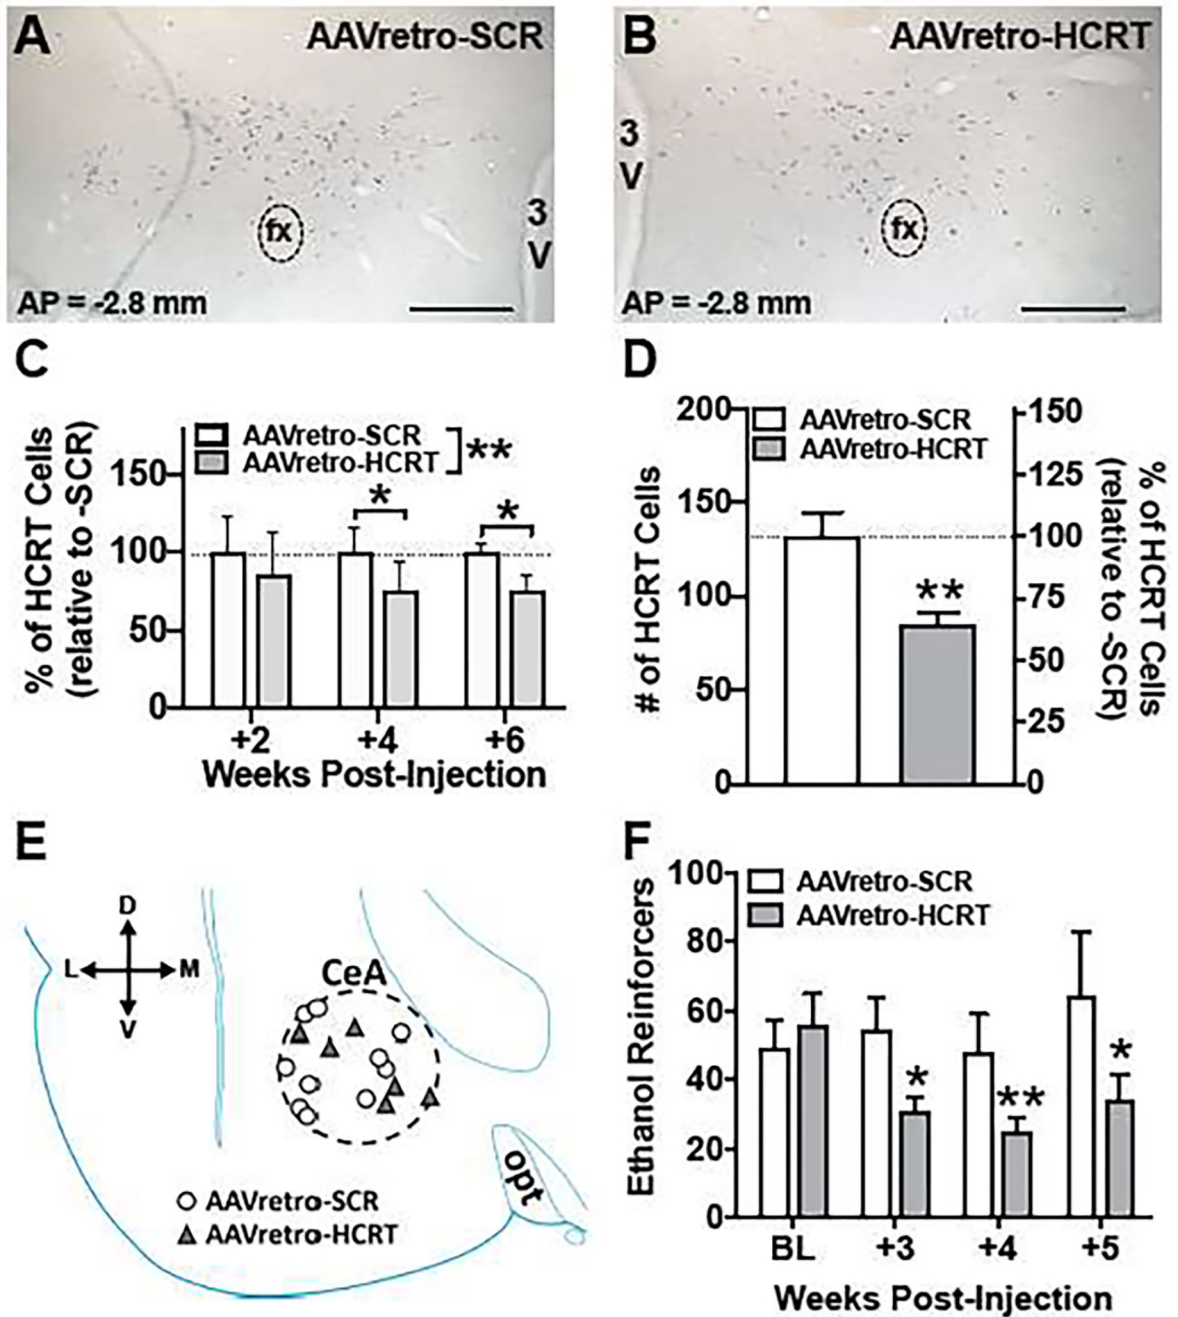 A
AAVretro-SCR
3
V
fx
AP = -2.8 mm
B
AAVretro-HCRT
3
V
fx
AP = -2.8 mm
C
% of HCRT Cells
(relative to -SCR)
AAVretro-SCR
AAVretro-HCRT
**
150
100
50
0
*
*
+2
+4
+6
Weeks Post-Injection
D
# of HCRT Cells
200
150
100
50
0
AAVretro-SCR
AAVretro-HCRT
**
150
125
100
75
50
25
0
% of HCRT Cells
(relative to -SCR)
E
D
L
M
V
CeA
opt
AAVretro-SCR
AAVretro-HCRT
F
Ethanol Reinforcers
100
80
60
40
20
0
AAVretro-SCR
AAVretro-HCRT
*
**
*
BL
+3
+4
+5
Weeks Post-Injection